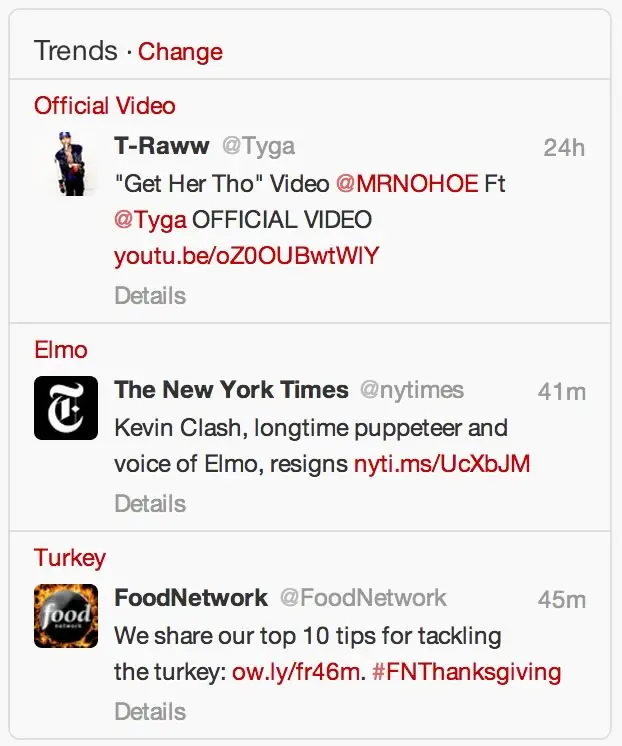 Trends · Change
Official Video
T-Raww @Tyga 24h
"Get Her Tho" Video @MRNOHOE Ft
@Tyga OFFICIAL VIDEO
youtu.be/oZ0OUBwtWlY
Details
Elmo
The New York Times @nytimes 41m
Kevin Clash, longtime puppeteer and
voice of Elmo, resigns nyti.ms/UcXbJM
Details
Turkey
food
network
FoodNetwork @FoodNetwork 45m
We share our top 10 tips for tackling
the turkey: ow.ly/fr46m. #FNThanksgiving
Details